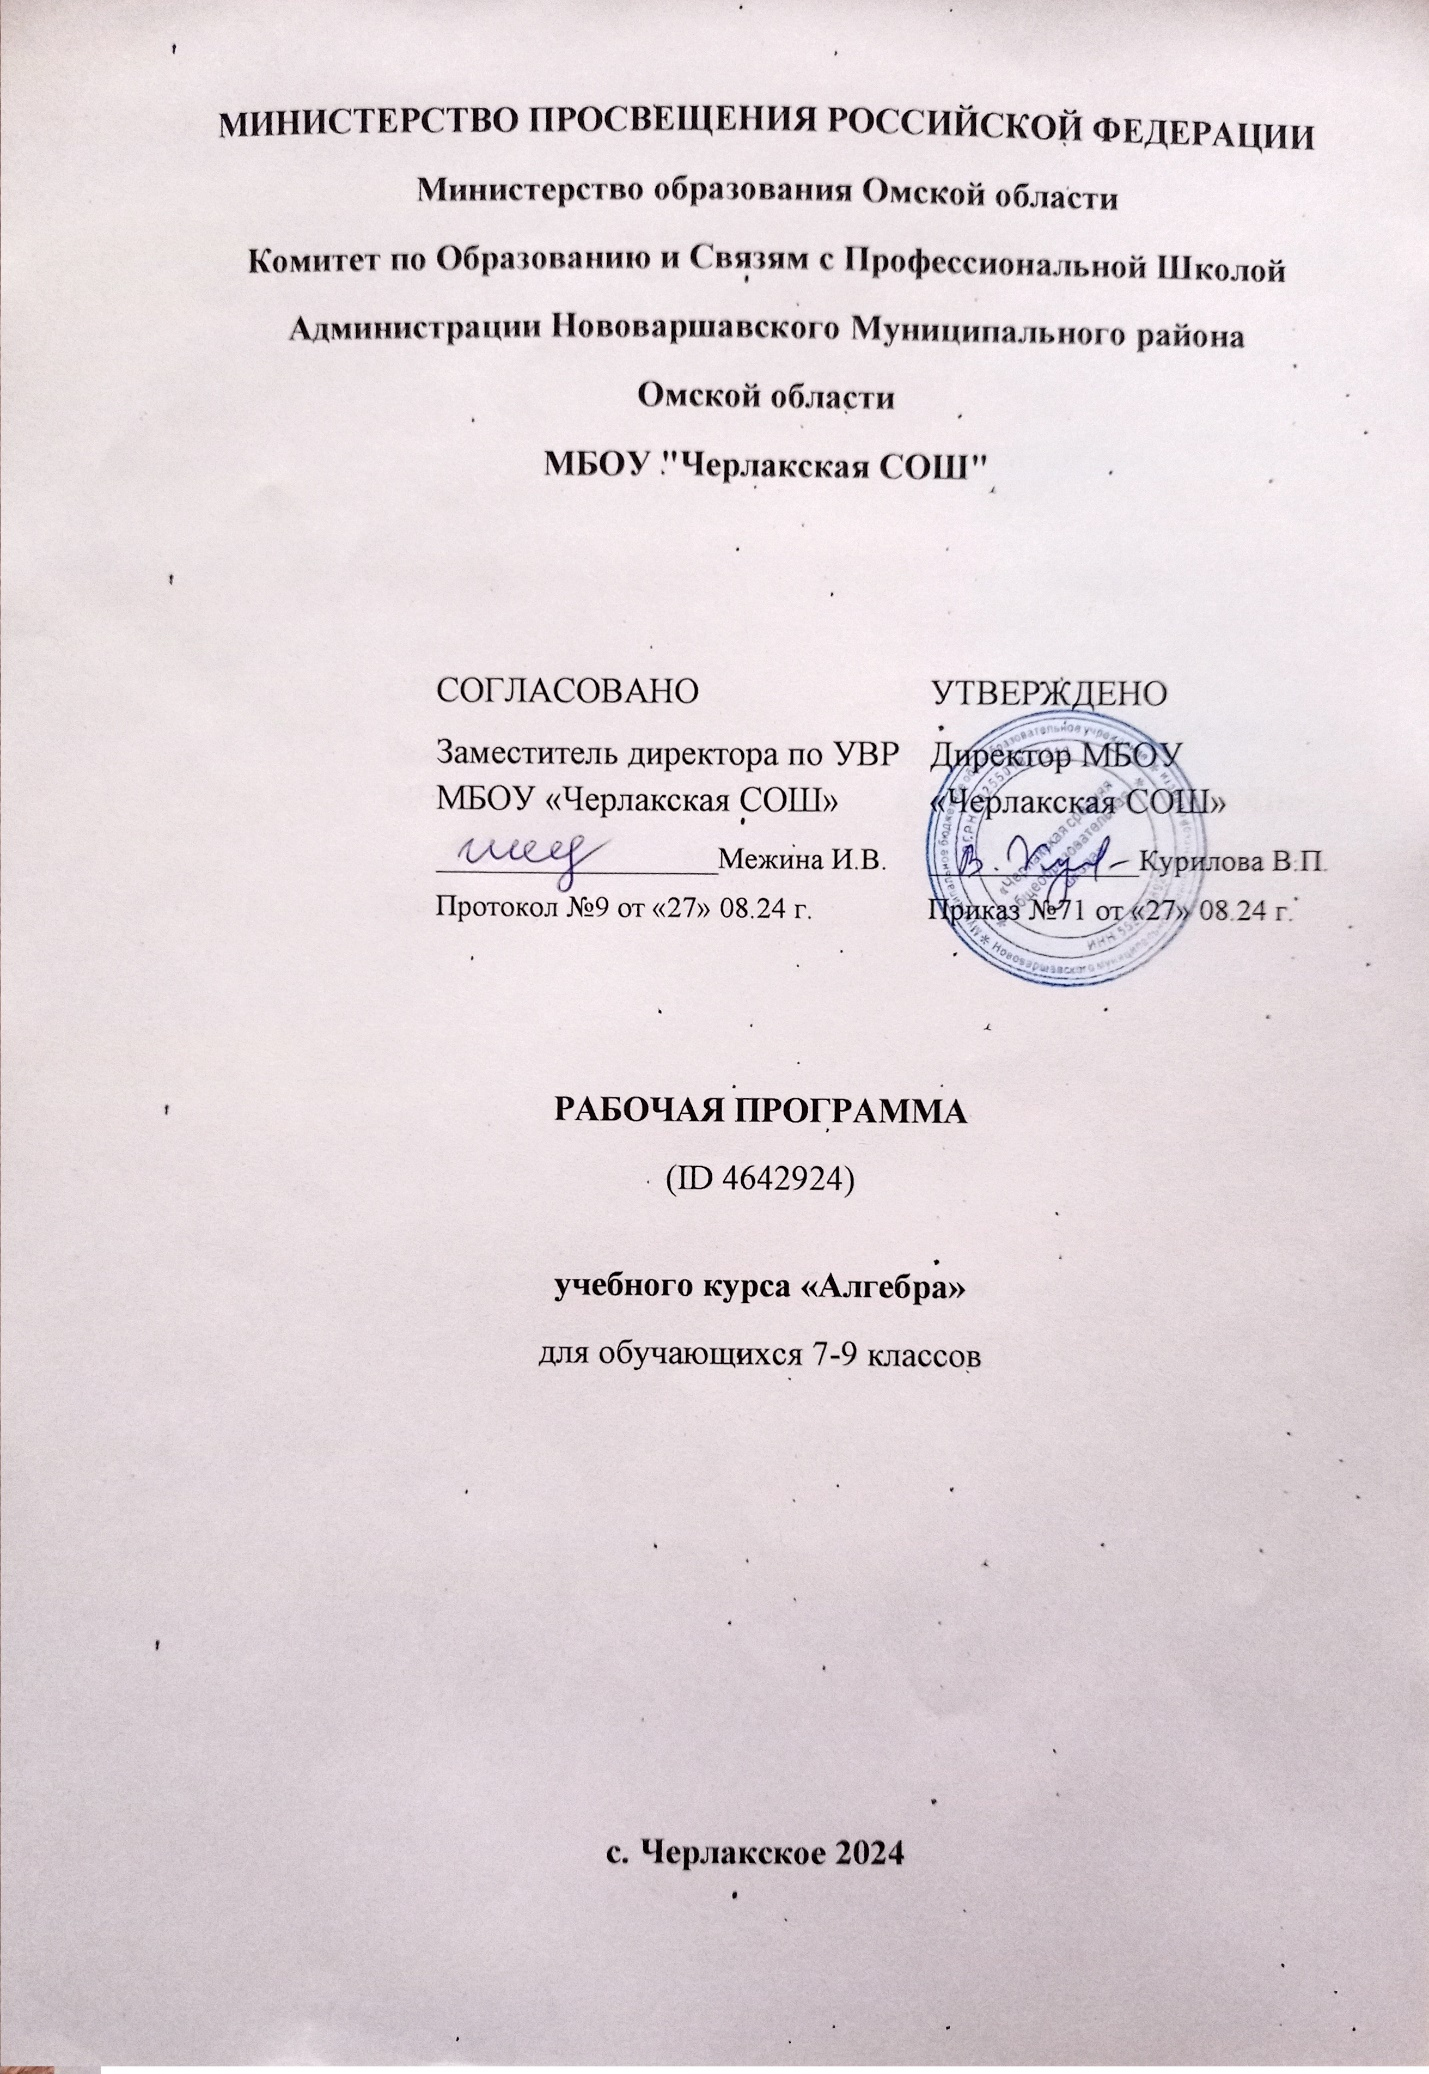 МИНИСТЕРСТВО ПРОСВЕЩЕНИЯ РОССИЙСКОЙ ФЕДЕРАЦИИ
Министерство образования Омской области
Комитет по Образованию и Связям с Профессиональной Школой
Администрации Нововаршавского Муниципального района
Омской области
МБОУ "Черлакская СОШ"
СОГЛАСОВАНО
Заместитель директора по УВР
МБОУ «Черлакская СОШ»
Межина И.В.
Протокол №9 от «27» 08.24 г.
УТВЕРЖДЕНО
Директор МБОУ
«Черлакская СОШ»
Курилова В.П.
Приказ №71 от «27» 08.24 г.
РАБОЧАЯ ПРОГРАММА
(ID 4642924)
учебного курса «Алгебра»
для обучающихся 7-9 классов
с. Черлакское 2024